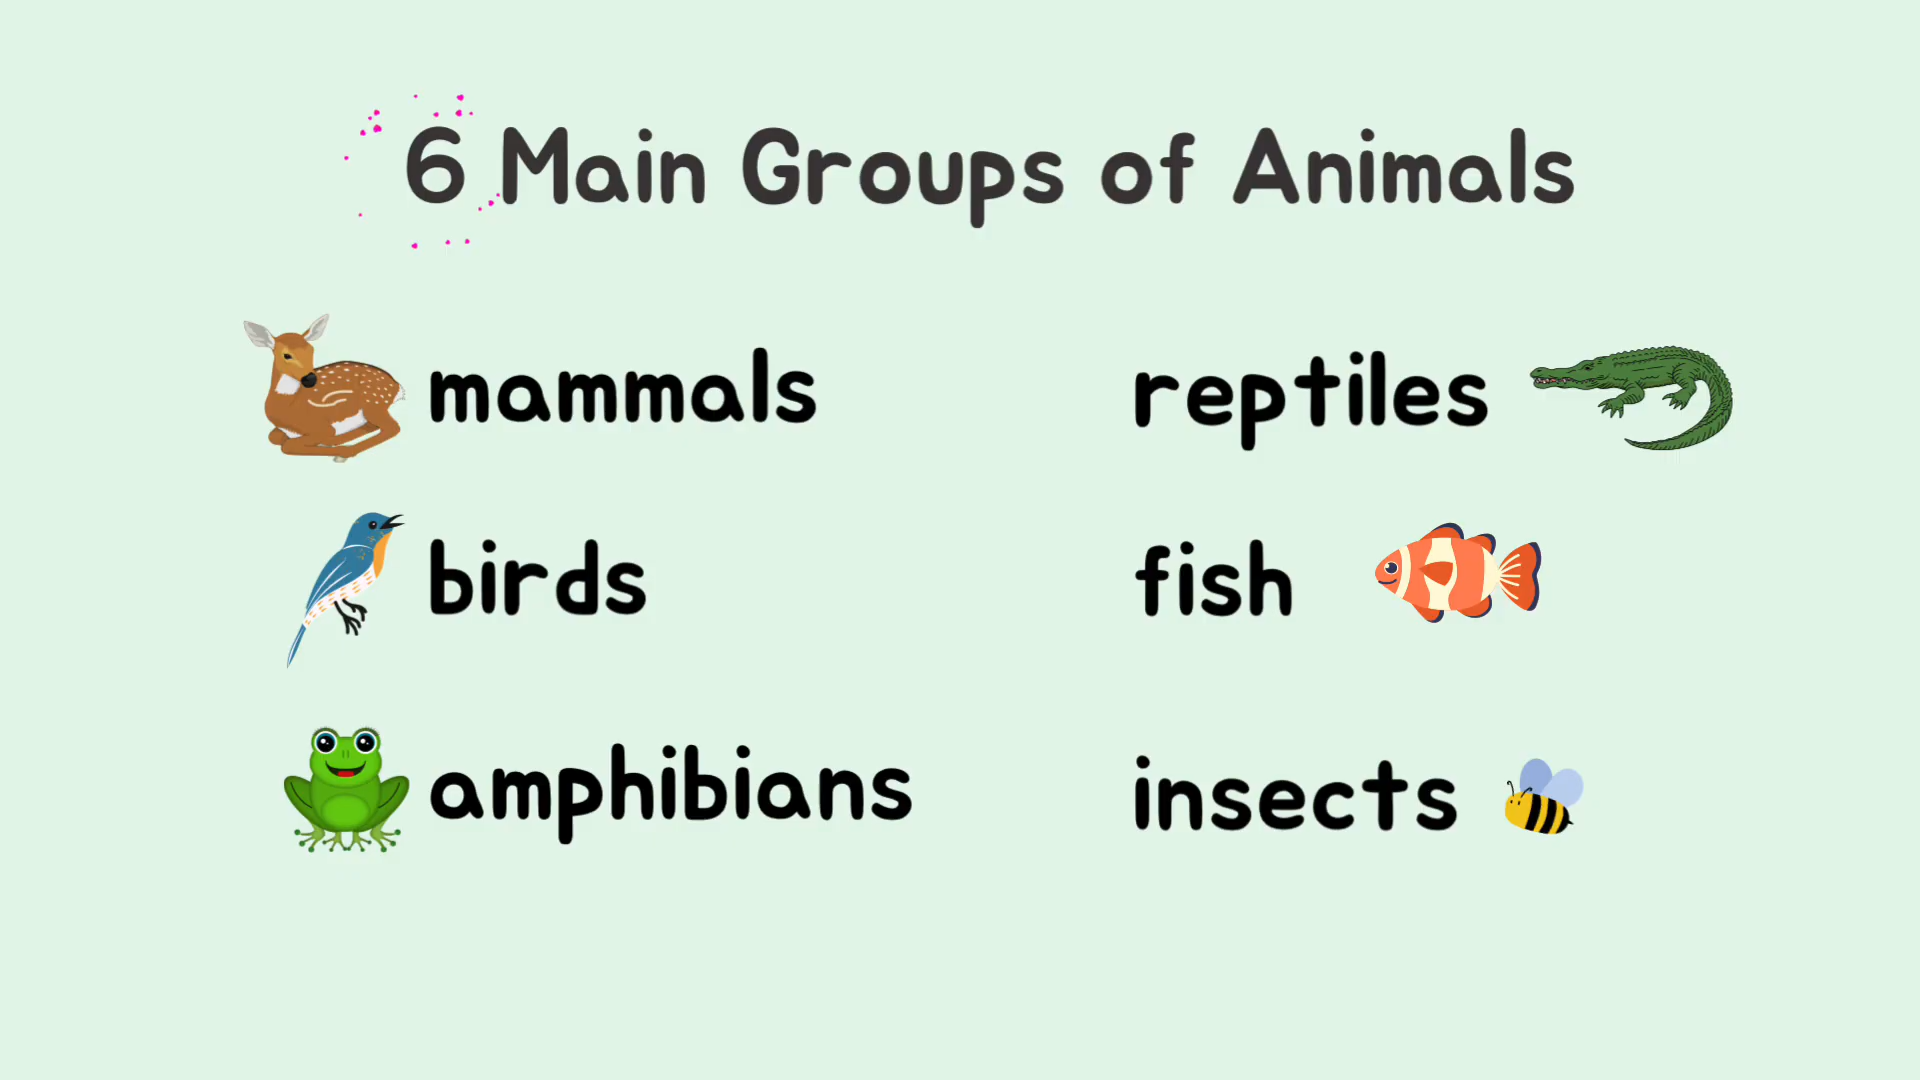 6 Main Groups of Animals
mammals
birds
amphibians
reptiles
fish
insects